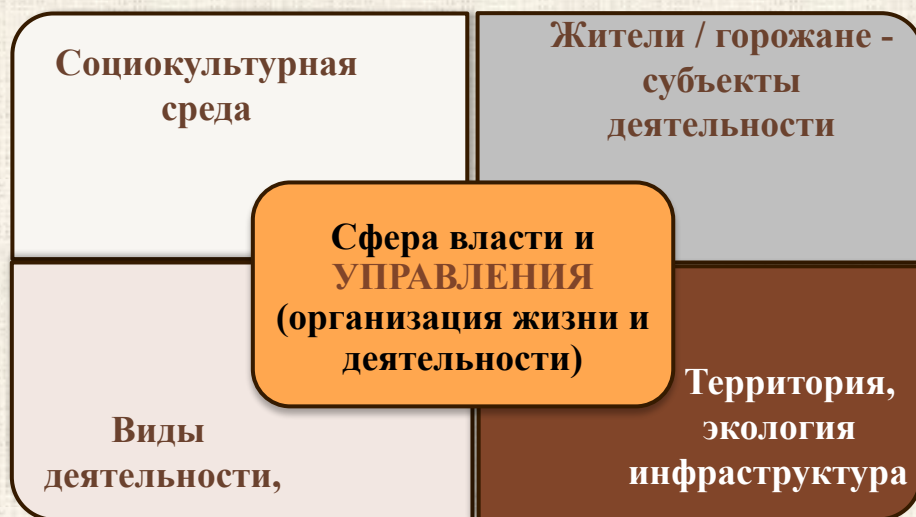 Социокультурная
среда
Жители / горожане -
субъекты
деятельности
Сфера власти и
УПРАВЛЕНИЯ
(организация жизни и
деятельности)
Виды
деятельности,
Территория,
экология
инфраструктура